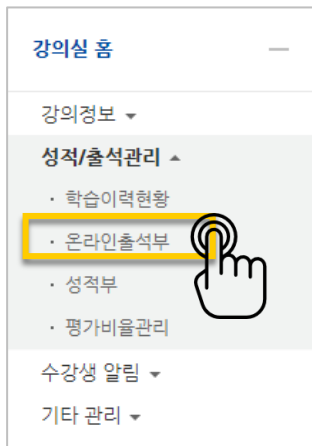 강의실 홈
강의정보
성적/출석관리
· 학습이력현황
· 온라인출석부
· 성적부
· 평가비율관리
수강생 알림
기타 관리